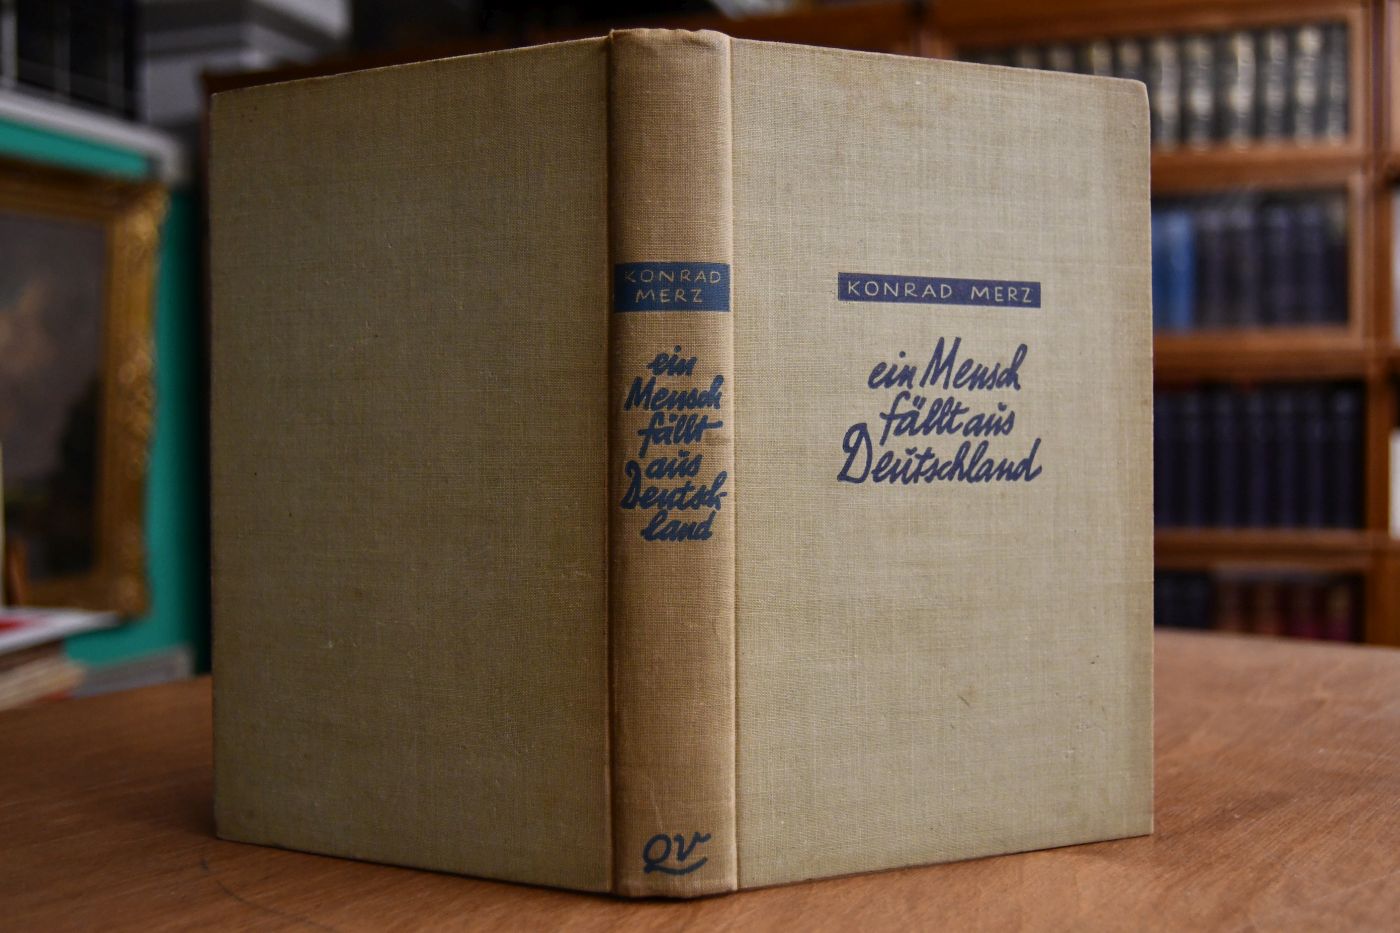 KONRAD
MERZ
ein
Mensch
fällt
aus
Deutsch-
land
QV
KONRAD MERZ
ein Mensch
fällt aus
Deutschland